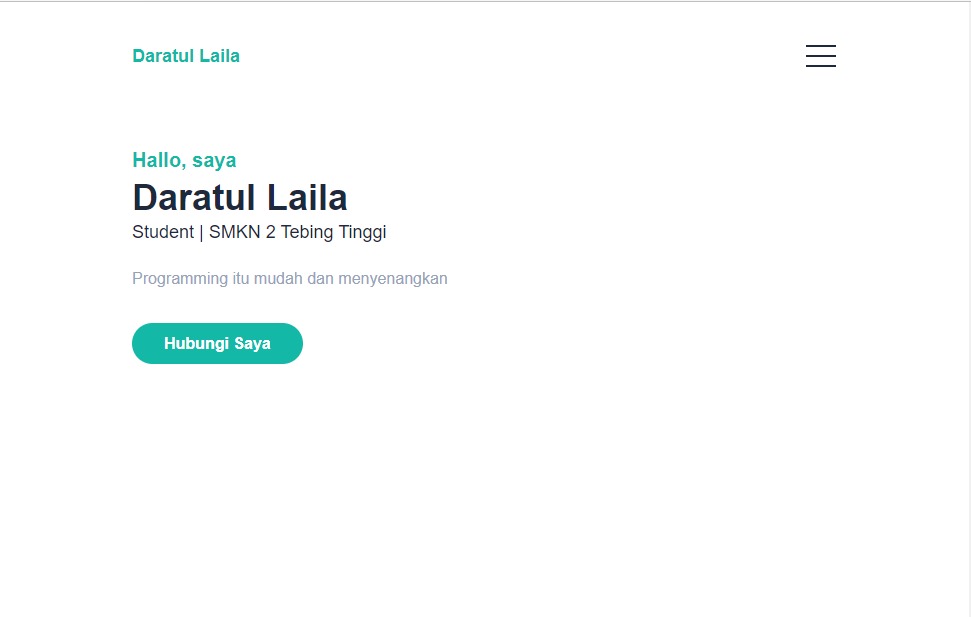 Daratul Laila
Hallo, saya
Daratul Laila
Student | SMKN 2 Tebing Tinggi
Programming itu mudah dan menyenangkan
Hubungi Saya